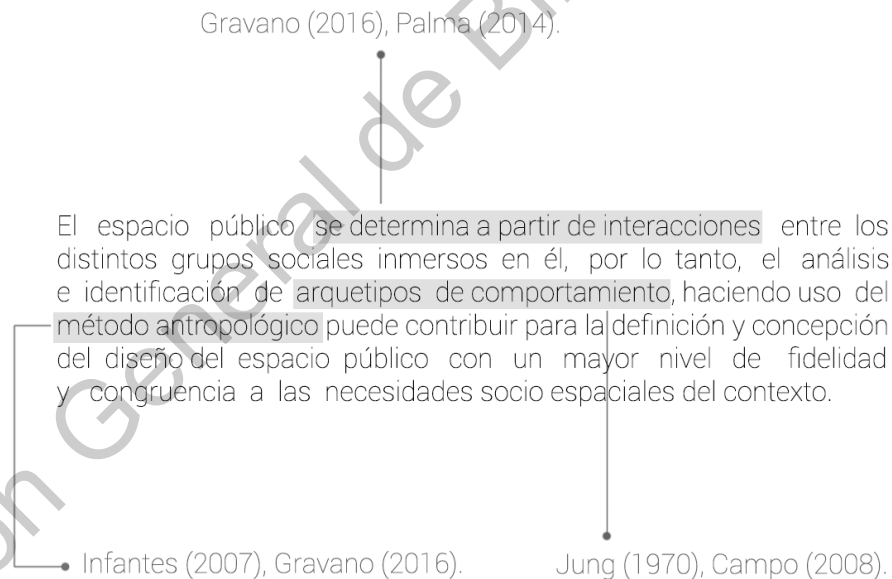 Gravano (2016), Palma (2014).
El espacio público se determina a partir de interacciones entre los
distintos grupos sociales inmersos en él, por lo tanto, el análisis
e identificación de arquetipos de comportamiento, haciendo uso del
método antropológico puede contribuir para la definición y concepción
del diseño del espacio público con un mayor nivel de fidelidad
y congruencia a las necesidades socio espaciales del contexto.
Infantes (2007), Gravano (2016).
Jung (1970), Campo (2008).
General de